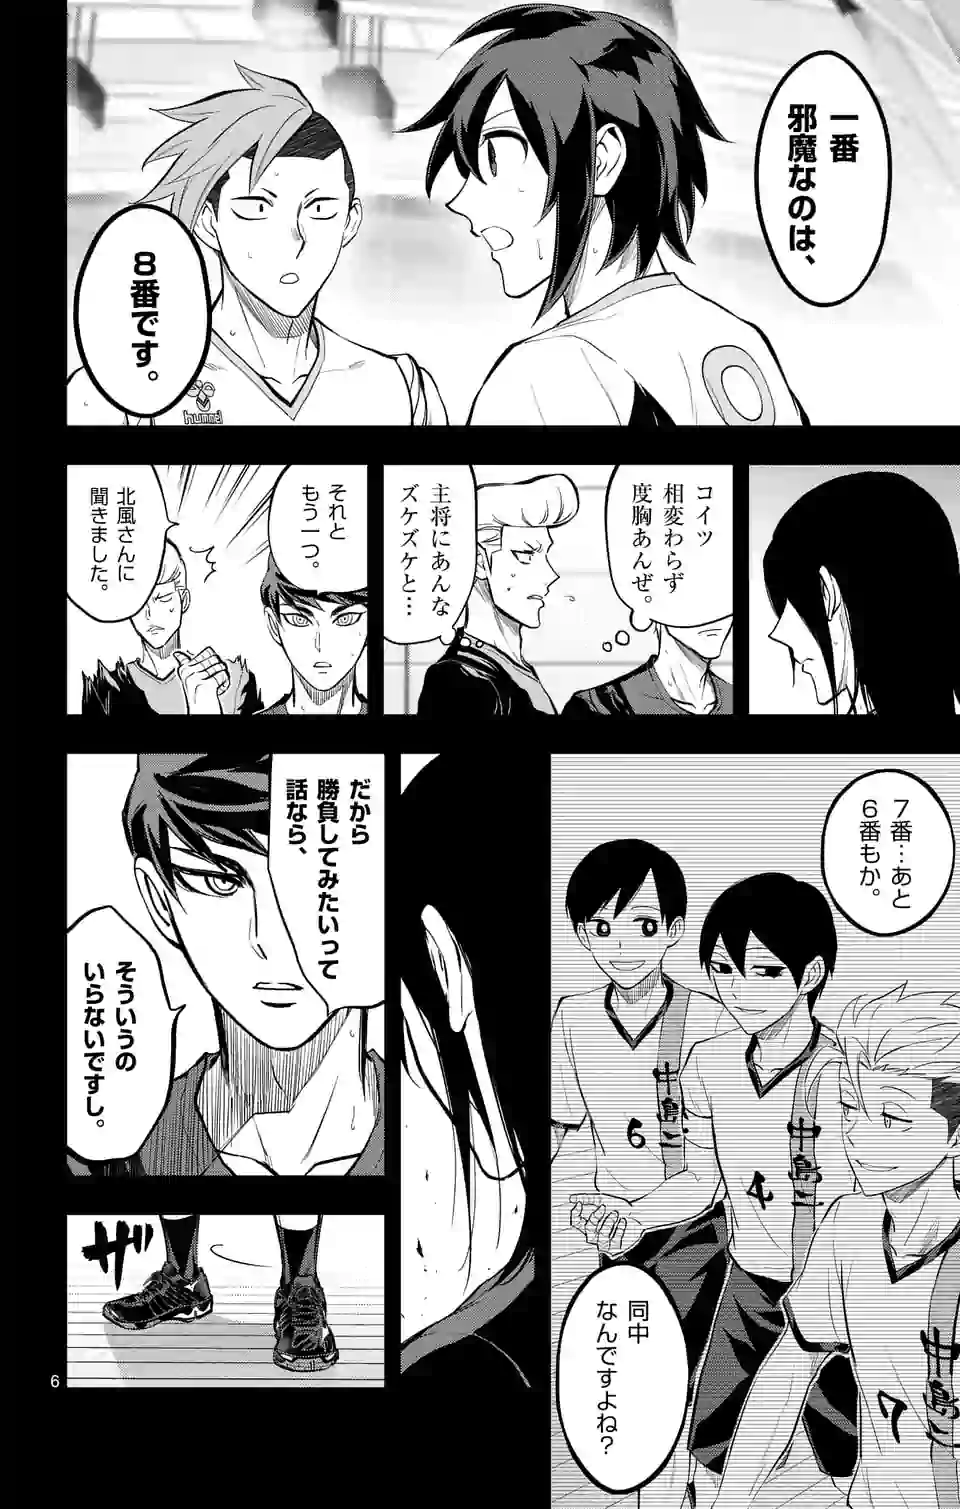 一番
邪魔なのは、
8番です。
hummel
コイツ
相変わらず
度胸あんぜ。
主将にあんな
ズケズケと…
それと
もう一つ。
北風さんに
聞きました。
7番…あと
6番もか。
中島二
6
中島二
4
中島二
7
同中
なんですよね?
だから
勝負してみたいって
話なら、
そういうの
いらないですし。
ザ
6